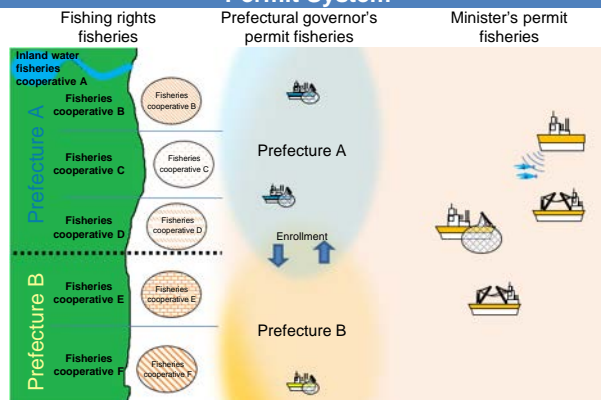 Permit System
Fishing rights
fisheries
Prefectural governor's
permit fisheries
Minister's permit
fisheries
Inland water
fisheries
cooperative A
Prefecture A
Fisheries
cooperative B
Fisheries
cooperative B
Fisheries
cooperative C
Fisheries
cooperative C
Fisheries
cooperative D
Fisheries
cooperative D
Prefecture A
Enrollment
Prefecture B
Fisheries
cooperative E
Fisheries
cooperative E
Fisheries
cooperative F
Fisheries
cooperative F
Prefecture B